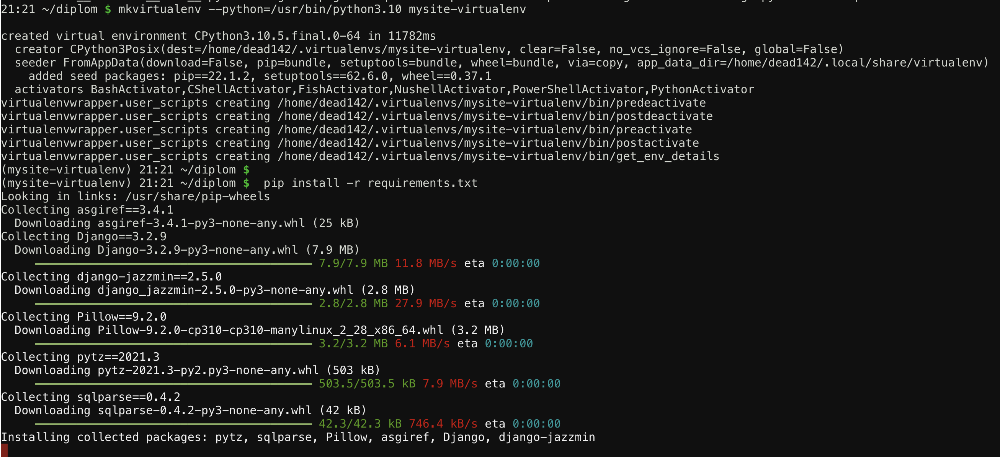 21:21 ~/diplom $ mkvirtualenv --python=/usr/bin/python3.10 mysite-virtualenv
created virtual environment CPython3.10.5.final.0-64 in 11782ms
creator CPython3Posix(dest=/home/dead142/.virtualenvs/mysite-virtualenv, clear=False, no_vcs_ignore=False, global=False)
seeder FromAppData(download=False, pip=bundle, setuptools=bundle, wheel=bundle, via=copy, app_data_dir=/home/dead142/.local/share/virtualenv)
added seed packages: pip==22.1.2, setuptools==62.6.0, wheel==0.37.1
activators BashActivator,CShellActivator,FishActivator,NushellActivator,PowerShellActivator,PythonActivator
virtualenvwrapper.user_scripts creating /home/dead142/.virtualenvs/mysite-virtualenv/bin/predeactivate
virtualenvwrapper.user_scripts creating /home/dead142/.virtualenvs/mysite-virtualenv/bin/postdeactivate
virtualenvwrapper.user_scripts creating /home/dead142/.virtualenvs/mysite-virtualenv/bin/preactivate
virtualenvwrapper.user_scripts creating /home/dead142/.virtualenvs/mysite-virtualenv/bin/postactivate
virtualenvwrapper.user_scripts creating /home/dead142/.virtualenvs/mysite-virtualenv/bin/get_env_details
(mysite-virtualenv) 21:21 ~/diplom $
(mysite-virtualenv) 21:21 ~/diplom $  pip install -r requirements.txt
Looking in links: /usr/share/pip-wheels
Collecting asgiref==3.4.1
Downloading asgiref-3.4.1-py3-none-any.whl (25 kB)
Collecting Django==3.2.9
Downloading Django-3.2.9-py3-none-any.whl (7.9 MB)
7.9/7.9 MB 11.8 MB/s eta 0:00:00
Collecting django-jazzmin==2.5.0
Downloading django_jazzmin-2.5.0-py3-none-any.whl (2.8 MB)
2.8/2.8 MB 27.9 MB/s eta 0:00:00
Collecting Pillow==9.2.0
Downloading Pillow-9.2.0-cp310-cp310-manylinux_2_28_x86_64.whl (3.2 MB)
3.2/3.2 MB 6.1 MB/s eta 0:00:00
Collecting pytz==2021.3
Downloading pytz-2021.3-py2.py3-none-any.whl (503 kB)
503.5/503.5 kB 7.9 MB/s eta 0:00:00
Collecting sqlparse==0.4.2
Downloading sqlparse-0.4.2-py3-none-any.whl (42 kB)
42.3/42.3 kB 746.4 kB/s eta 0:00:00
Installing collected packages: pytz, sqlparse, Pillow, asgiref, Django, django-jazzmin